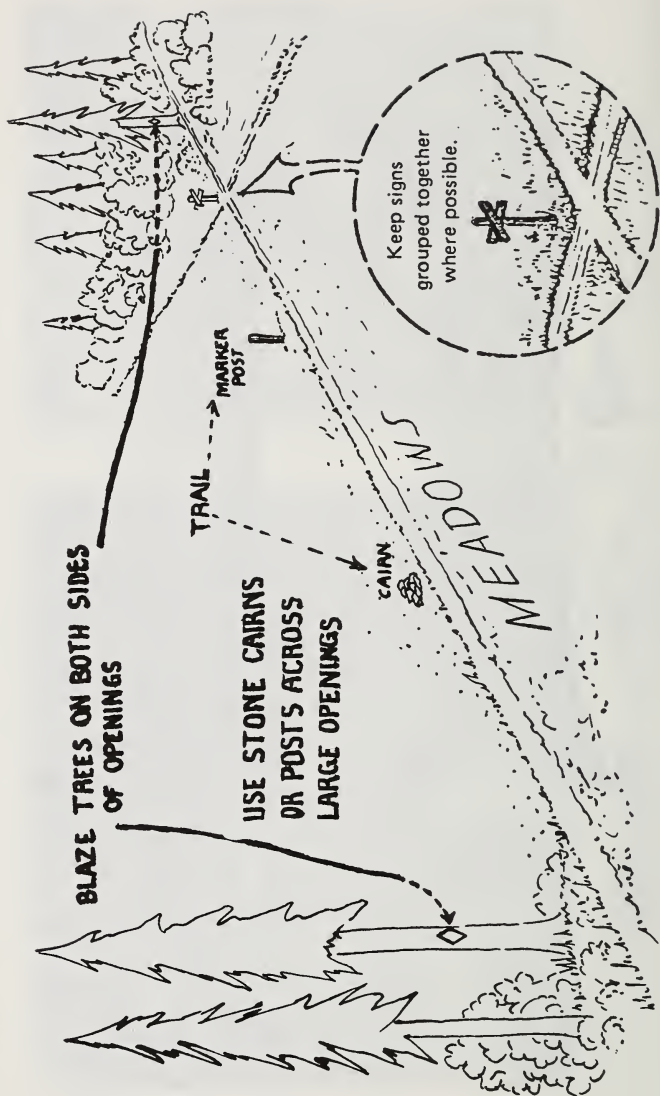 BLAZE TREES ON BOTH SIDES
OF OPENINGS
USE STONE CAIRNS
OR POSTS ACROSS
LARGE OPENINGS
TRAIL
MARKER
POST
CAIRN
MEADOWS
Keep signs
grouped together
where possible.